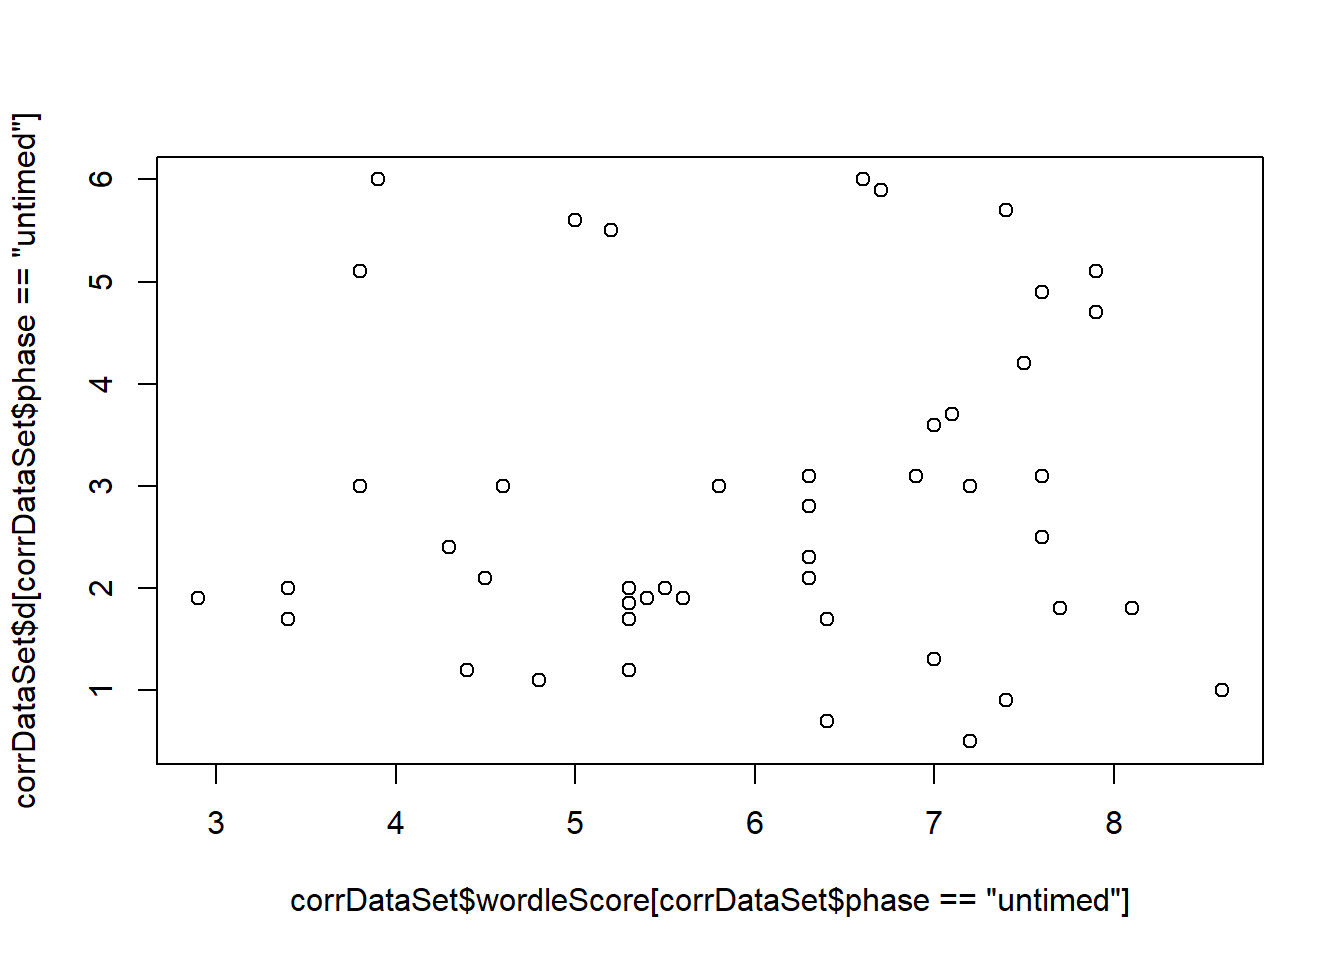 corrDataSet$d[corrDataSet$phase == "untimed"]
6
5
4
3
2
1
3 4 5 6 7 8
corrDataSet$wordleScore[corrDataSet$phase == "untimed"]